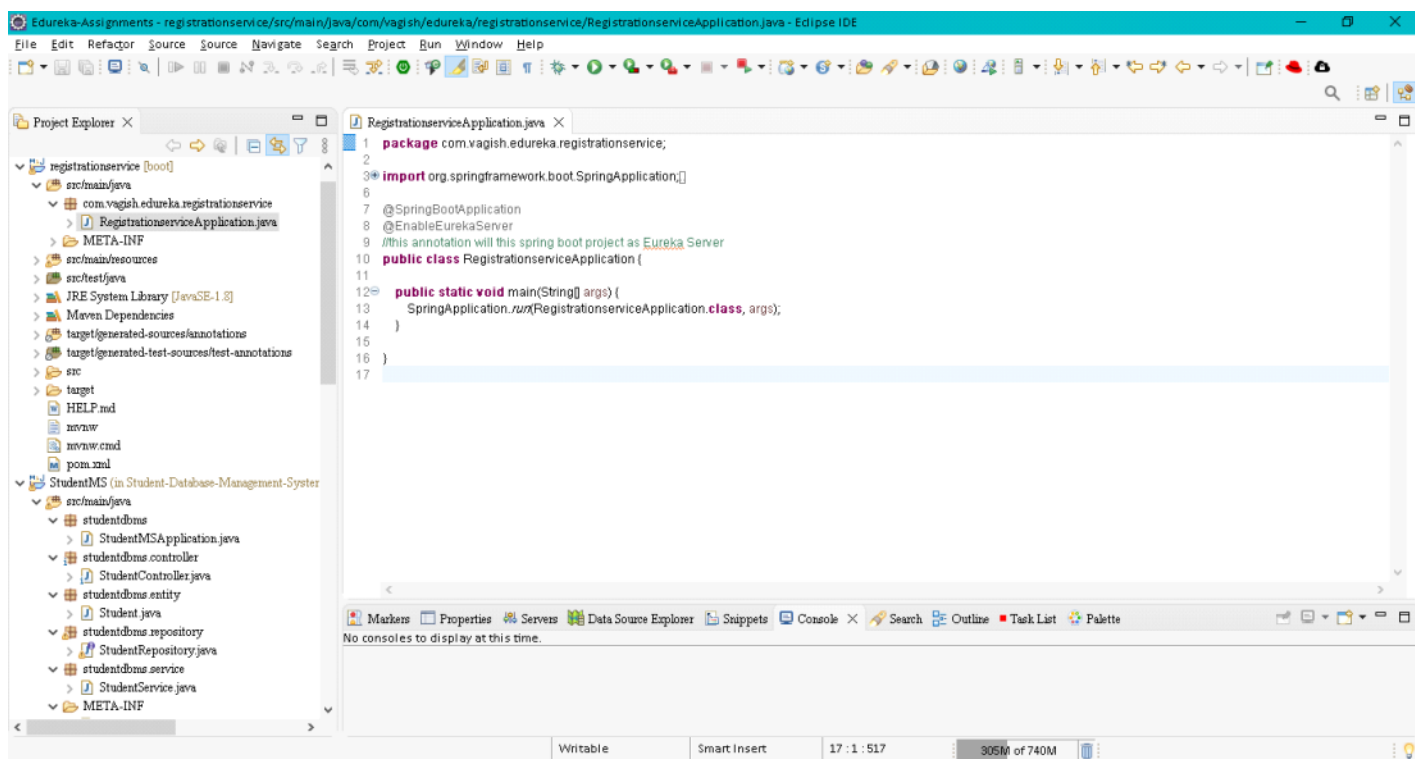 Edureka-Assignments - registrationservice/src/main/java/com/vagish/edureka/registrationservice/RegistrationserviceApplication.java - Eclipse IDE
File Edit Refactor Source Source Navigate Search Project Run Window Help
Project Explorer
registrationservice [boot]
src/main/java
com.vagish.edureka.registrationservice
RegistrationserviceApplication.java
META-INF
src/main/resources
src/test/java
JRE System Library [JavaSE-1.8]
Maven Dependencies
target/generated-sources/annotations
target/generated-test-sources/test-annotations
src
target
HELP.md
mvnw
mvnw.cmd
pom.xml
StudentMS (in Student-Database-Management-Syster
src/main/java
studentdbms
StudentMSApplication.java
studentdbms.controller
StudentController.java
studentdbms.entity
Student.java
studentdbms.repository
StudentRepository.java
studentdbms.service
StudentService.java
META-INF
RegistrationserviceApplication.java
1 package com.vagish.edureka.registrationservice;
2
3 import org.springframework.boot.SpringApplication;
6
7 @SpringBootApplication
8 @EnableEurekaServer
9 //this annotation will this spring boot project as Eureka Server
10 public class RegistrationserviceApplication {
11
12 public static void main(String[] args) {
13 SpringApplication.run(RegistrationserviceApplication.class, args);
14 }
15
16 }
17
Markers Properties Servers Data Source Explorer Snippets Console Search Outline Task List Palette
No consoles to display at this time.
Writable Smart Insert 17 : 1 : 517 305M of 740M